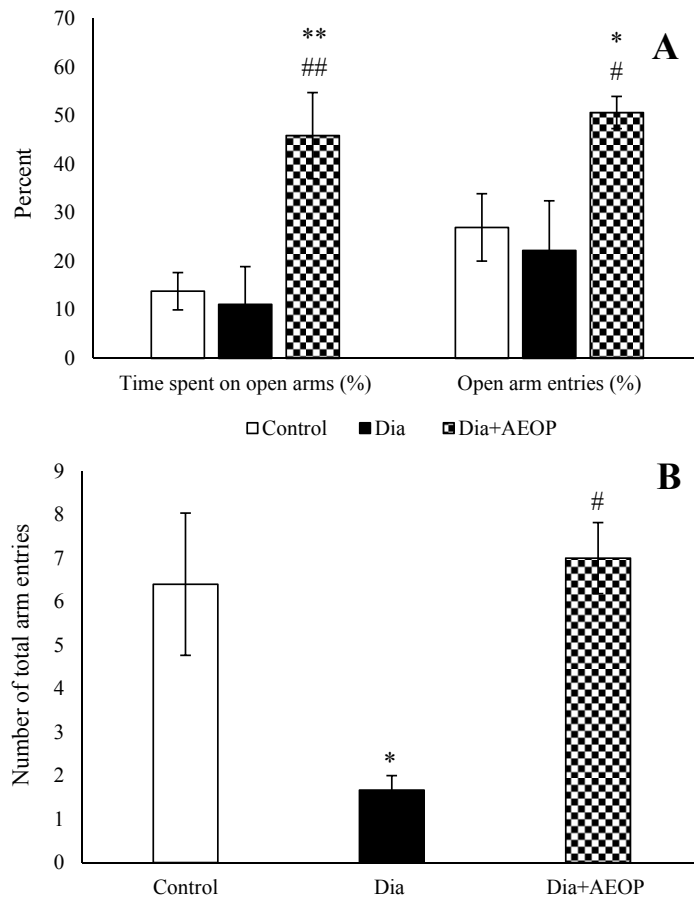 70
60
50
40
30
20
10
0
Percent
**
##
*
#
A
Time spent on open arms (%)
Open arm entries (%)
Control
Dia
Dia+AEOP
9
8
7
6
5
4
3
2
1
0
Number of total arm entries
B
*
#
Control
Dia
Dia+AEOP